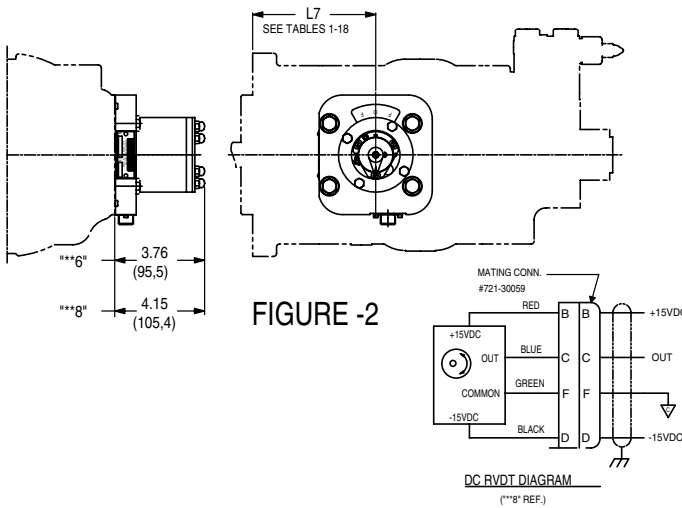 L7
SEE TABLES 1-18
P O P
"**6" 3.76
(95,5)
"**8" 4.15
(105,4)
FIGURE -2
MATING CONN.
#721-30059
RED
B B +15VDC
+15VDC
OUT BLUE C C OUT
COMMON GREEN F F
C
-15VDC
BLACK D D -15VDC
DC RVDT DIAGRAM
("**8" REF.)